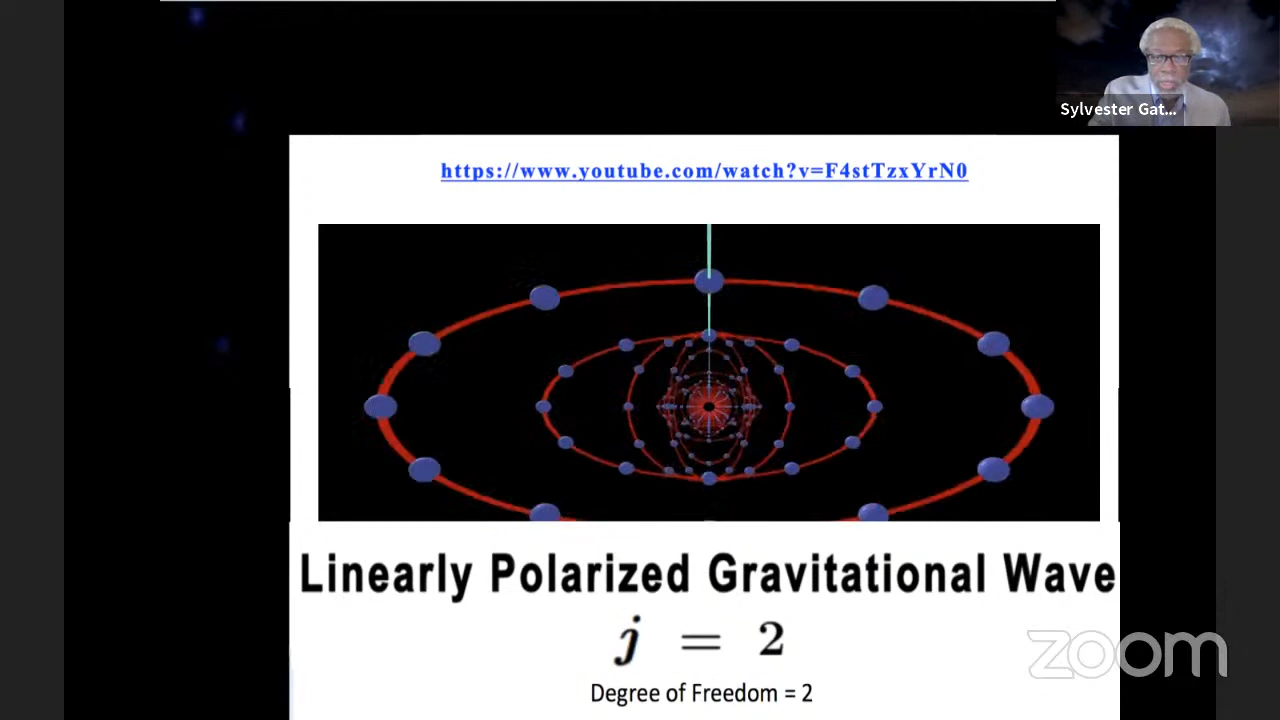 Sylvester Gat...
https://www.youtube.com/watch?v=F4stTzxYrN0
Linearly Polarized Gravitational Wave
j = 2
Degree of Freedom = 2
zoom